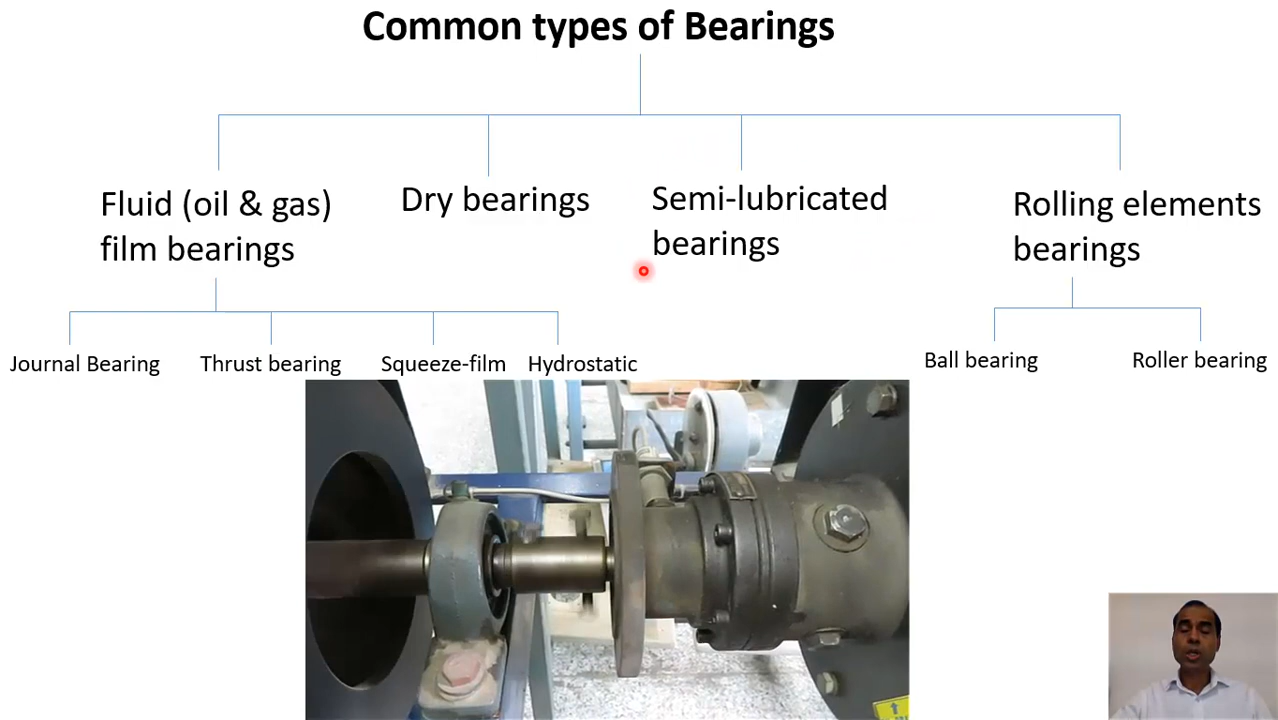 Common types of Bearings
Fluid (oil & gas)
film bearings
Dry bearings
Semi-lubricated
bearings
Rolling elements
bearings
Journal Bearing
Thrust bearing
Squeeze-film
Hydrostatic
Ball bearing
Roller bearing